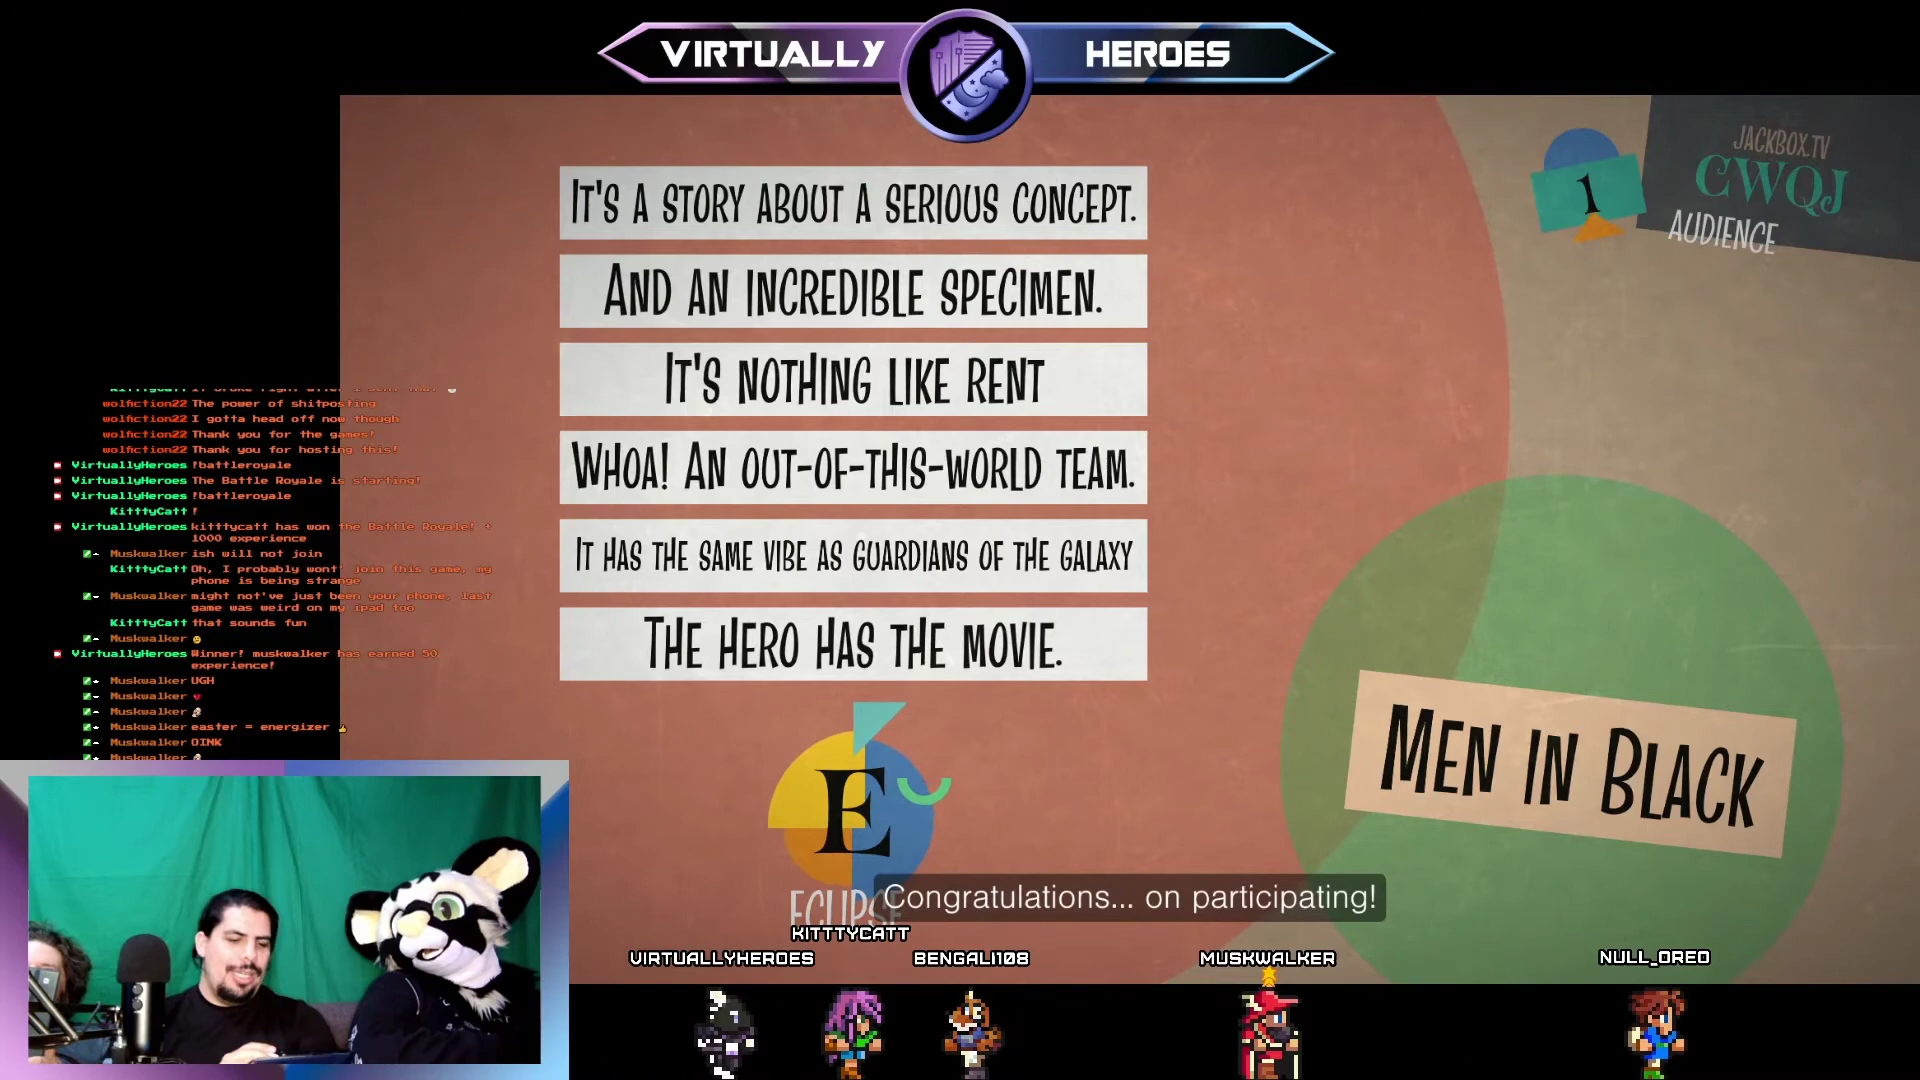 VIRTUALLY HEROES
JACKBOX.TV
CWQJ
1
AUDIENCE
IT'S A STORY ABOUT A SERIOUS CONCEPT.
AND AN INCREDIBLE SPECIMEN.
IT'S NOTHING LIKE RENT
WHOA! AN OUT-OF-THIS-WORLD TEAM.
IT HAS THE SAME VIBE AS GUARDIANS OF THE GALAXY
THE HERO HAS THE MOVIE.
wolfiction22 The power of shitposting
wolfiction22 I gotta head off now though
wolfiction22 Thank you for the games!
wolfiction22 Thank you for hosting this!
VirtuallyHeroes !battleroyale
VirtuallyHeroes The Battle Royale is starting!
VirtuallyHeroes !battleroyale
KitttyCatt !
VirtuallyHeroes kitttycatt has won the Battle Royale! +
1000 experience
Muskwalker ish will not join
KitttyCatt Oh, I probably wont' join this game, my
phone is being strange
Muskwalker might not've just been your phone, last
game was weird on my ipad too
KitttyCatt that sounds fun
Muskwalker
VirtuallyHeroes Winner! muskwalker has earned 50
experience!
Muskwalker UGH
Muskwalker
Muskwalker
Muskwalker easter = energizer
Muskwalker OINK
Muskwalker
MEN IN BLACK
E
ECLIPSE
Congratulations... on participating!
KITTTYCATT
VIRTUALLYHEROES BENGALI108 MUSKWALKER NULL_OREO